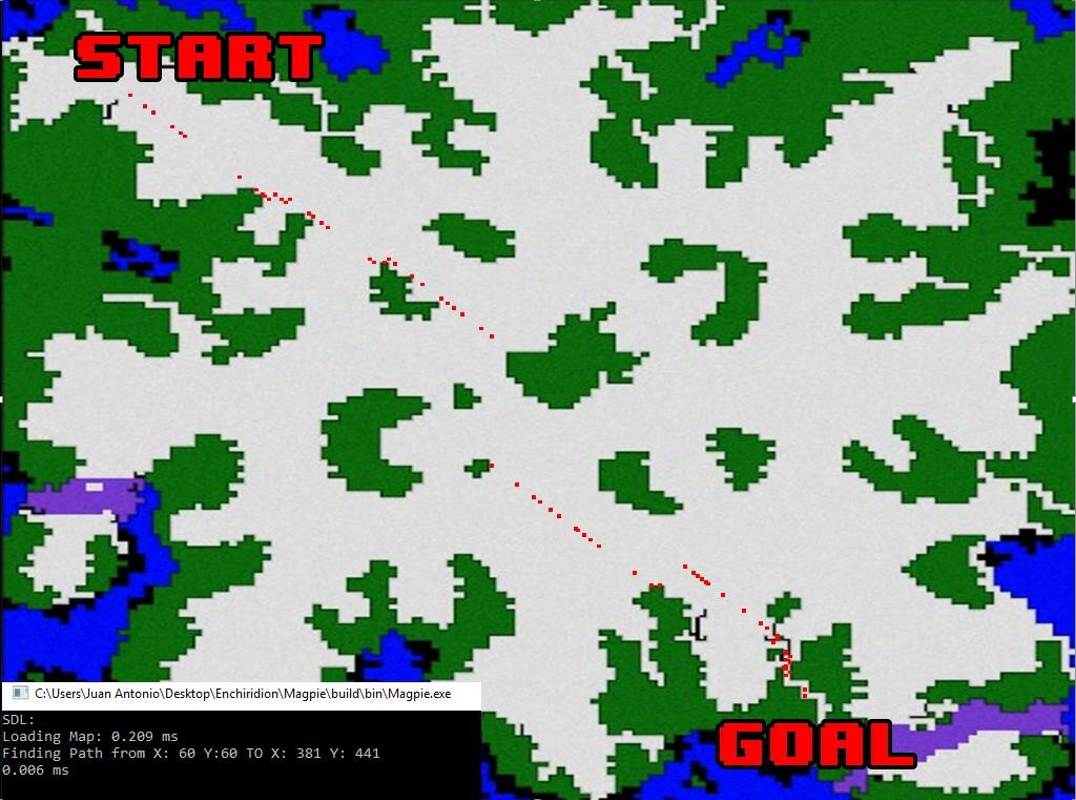 START
C:\Users\Juan Antonio\Desktop\Enchiridion\Magpie\build\bin\Magpie.exe
SDL:
Loading Map: 0.209 ms
Finding Path from X: 60 Y:60 TO X: 381 Y: 441
0.006 ms
GOAL